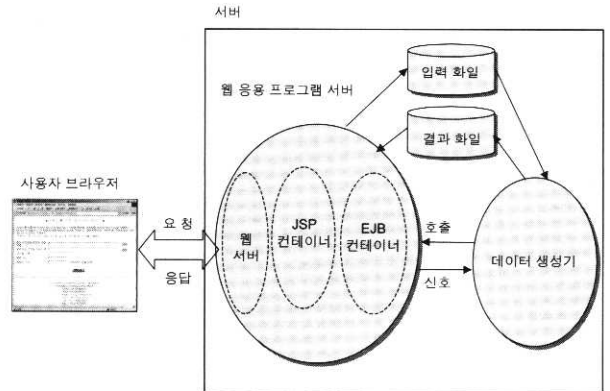 서버
입력 화일
웹 응용 프로그램 서버
결과 화일
사용자 브라우저
요 청
응답
웹
서버
JSP
컨테이너
EJB
컨테이너
호출
신호
데이터 생성기